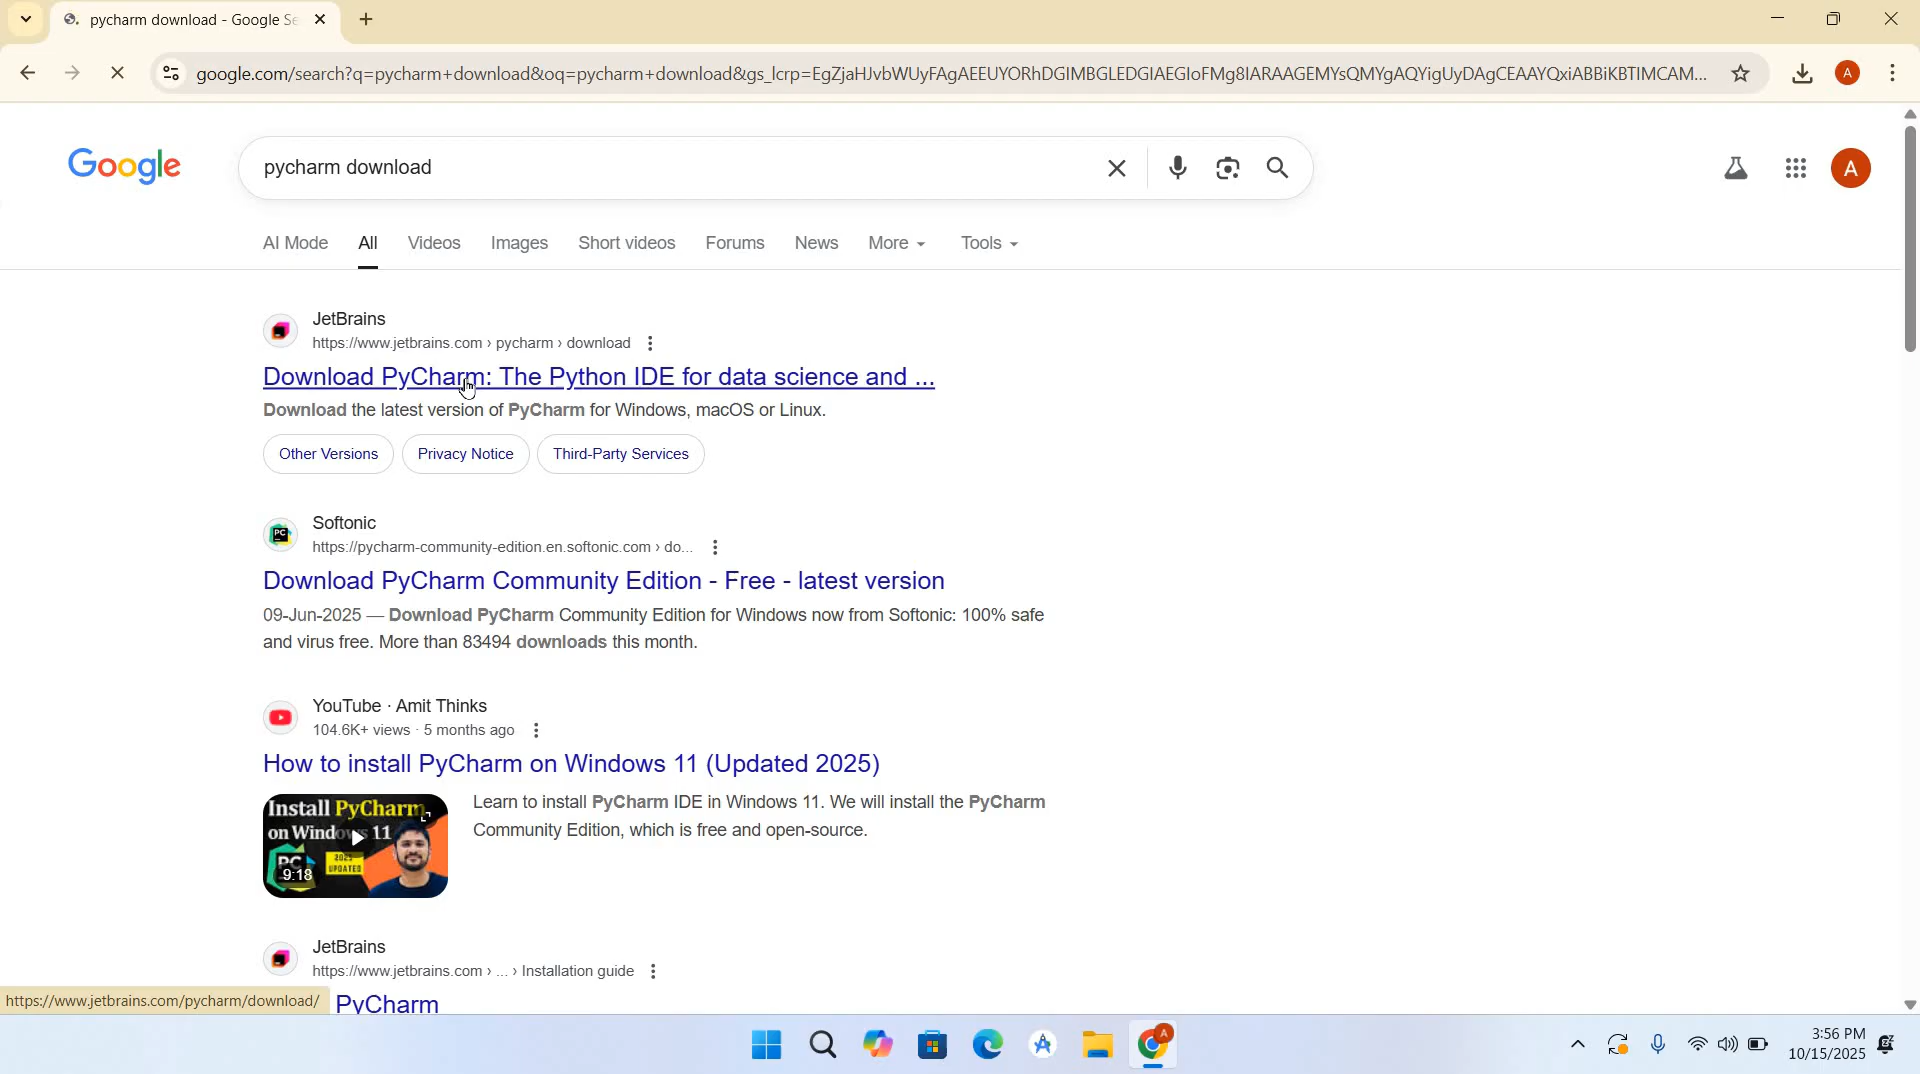 pycharm download - Google Se
google.com/search?q=pycharm+download&oq=pycharm+download&gs_lcrp=EgZjaHJvbWUyFAgAEEUYORhDGIMBGLEDGIAEGIoFMg8IARAAGEMYsQMYgAQYigUyDAgCEAAYQxiABBiKBTIMCAM...
A
Google
pycharm download
A
AI Mode
All
Videos
Images
Short videos
Forums
News
More
Tools
JetBrains
https://www.jetbrains.com › pycharm › download
Download PyCharm: The Python IDE for data science and ...
Download the latest version of PyCharm for Windows, macOS or Linux.
Other Versions
Privacy Notice
Third-Party Services
PC
Softonic
https://pycharm-community-edition.en.softonic.com › do...
Download PyCharm Community Edition - Free - latest version
09-Jun-2025 — Download PyCharm Community Edition for Windows now from Softonic: 100% safe
and virus free. More than 83494 downloads this month.
YouTube · Amit Thinks
104.6K+ views · 5 months ago
How to install PyCharm on Windows 11 (Updated 2025)
Install PyCharm
on Windows 11
PC
2025
UPDATED
9:18
Learn to install PyCharm IDE in Windows 11. We will install the PyCharm
Community Edition, which is free and open-source.
JetBrains
https://www.jetbrains.com › ... › Installation guide
PyCharm
https://www.jetbrains.com/pycharm/download/
A
3:56 PM
10/15/2025